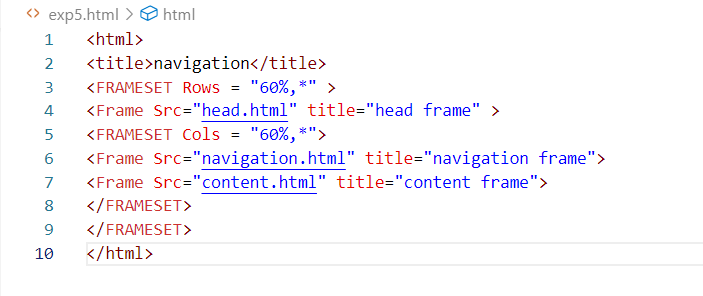 <> exp5.html > html
1 <html>
2 <title>navigation</title>
3 <FRAMESET Rows = "60%,*" >
4 <Frame Src="head.html" title="head frame" >
5 <FRAMESET Cols = "60%,*">
6 <Frame Src="navigation.html" title="navigation frame">
7 <Frame Src="content.html" title="content frame">
8 </FRAMESET>
9 </FRAMESET>
10 </html>